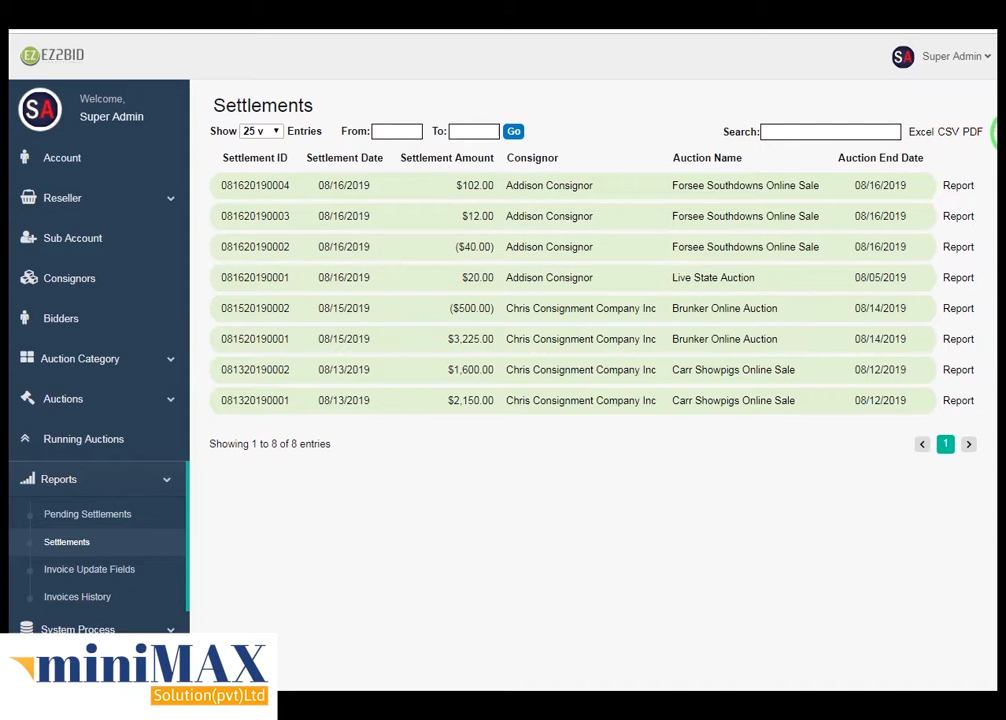 EZ EZ2BID
SA Super Admin
SA Welcome,
Super Admin
Account
Reseller
Sub Account
Consignors
Bidders
Auction Category
Auctions
Running Auctions
Reports
Pending Settlements
Settlements
Invoice Update Fields
Invoices History
System Process
Settlements
Show 25 v Entries From: To: Go Search: Excel CSV PDF
Settlement ID Settlement Date Settlement Amount Consignor Auction Name Auction End Date
081620190004 08/16/2019 $102.00 Addison Consignor Forsee Southdowns Online Sale 08/16/2019 Report
081620190003 08/16/2019 $12.00 Addison Consignor Forsee Southdowns Online Sale 08/16/2019 Report
081620190002 08/16/2019 ($40.00) Addison Consignor Forsee Southdowns Online Sale 08/16/2019 Report
081620190001 08/16/2019 $20.00 Addison Consignor Live State Auction 08/05/2019 Report
081520190002 08/15/2019 ($500.00) Chris Consignment Company Inc Brunker Online Auction 08/14/2019 Report
081520190001 08/15/2019 $3,225.00 Chris Consignment Company Inc Brunker Online Auction 08/14/2019 Report
081320190002 08/13/2019 $1,600.00 Chris Consignment Company Inc Carr Showpigs Online Sale 08/12/2019 Report
081320190001 08/13/2019 $2,150.00 Chris Consignment Company Inc Carr Showpigs Online Sale 08/12/2019 Report
Showing 1 to 8 of 8 entries
1
miniMAX
Solution(pvt)Ltd